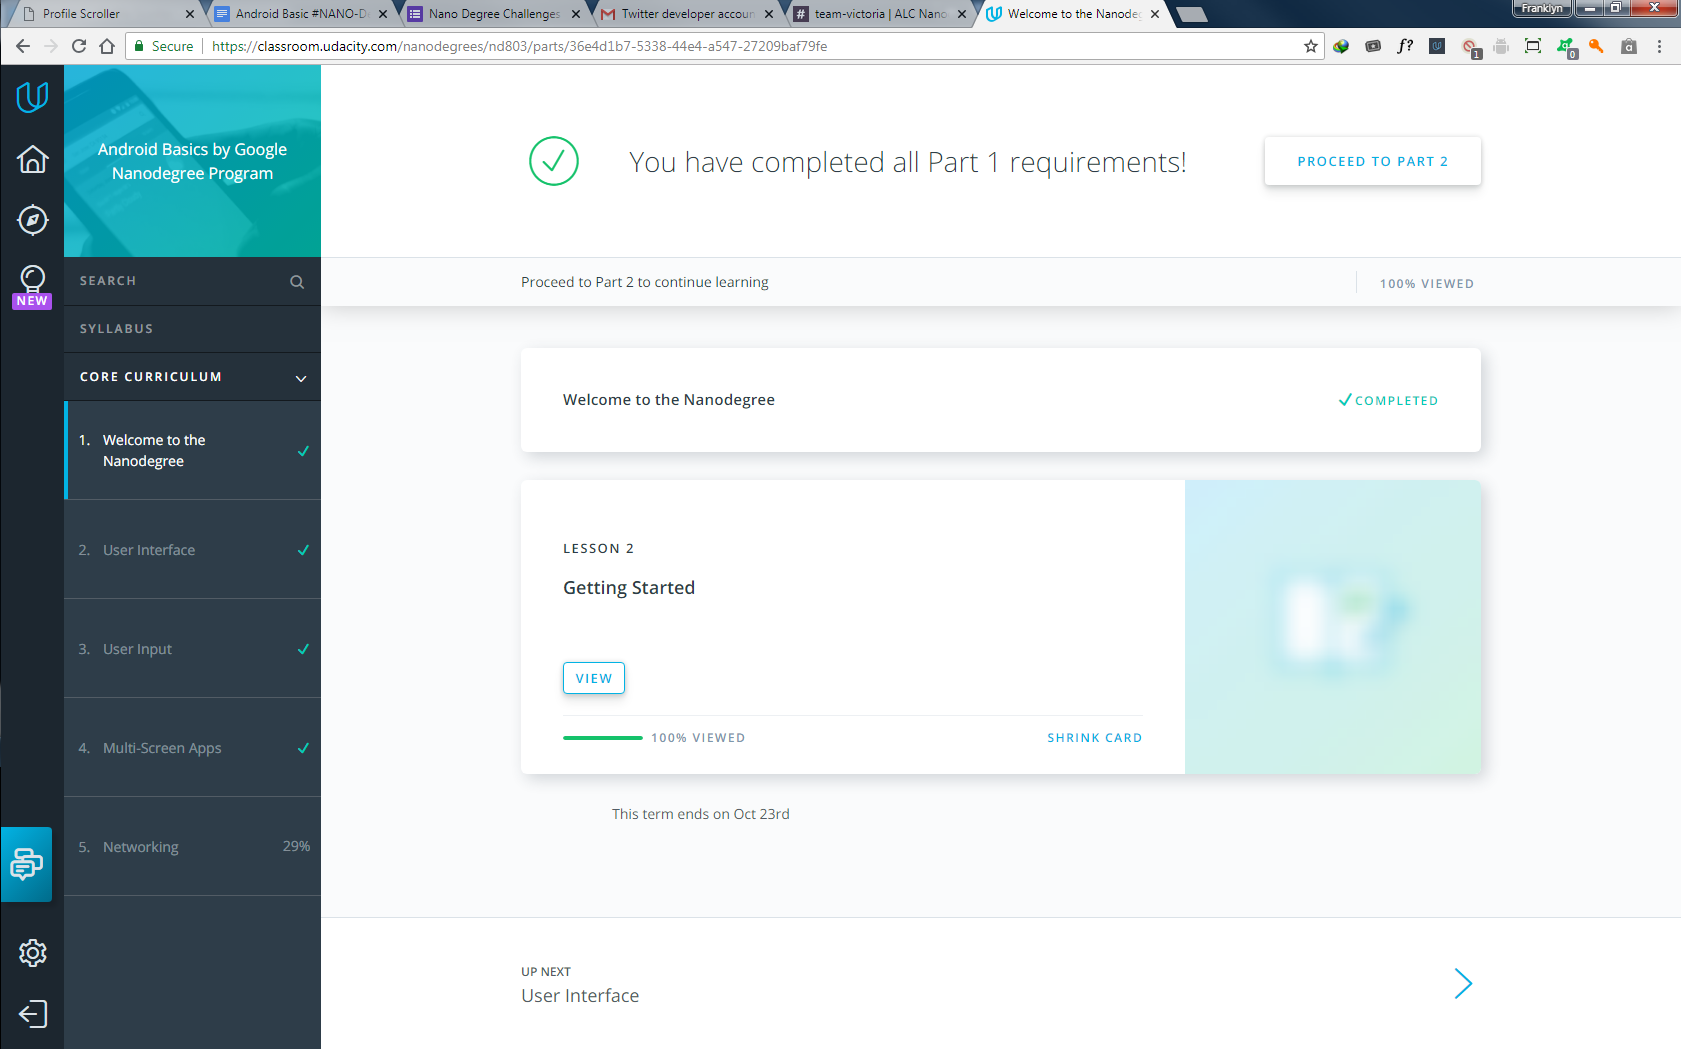 Profile Scroller
Android Basic #NANO-De
Nano Degree Challenges
Twitter developer accoun
team-victoria | ALC Nano
Welcome to the Nanodeg
Franklyn
Secure
https://classroom.udacity.com/nanodegrees/nd803/parts/36e4d1b7-5338-44e4-a547-27209baf79fe
f?
1
0
Android Basics by Google
Nanodegree Program
NEW
SEARCH
SYLLABUS
CORE CURRICULUM
1. Welcome to the
Nanodegree
2. User Interface
3. User Input
4. Multi-Screen Apps
5. Networking 29%
You have completed all Part 1 requirements!
PROCEED TO PART 2
Proceed to Part 2 to continue learning
100% VIEWED
Welcome to the Nanodegree
COMPLETED
LESSON 2
Getting Started
VIEW
100% VIEWED
SHRINK CARD
This term ends on Oct 23rd
UP NEXT
User Interface